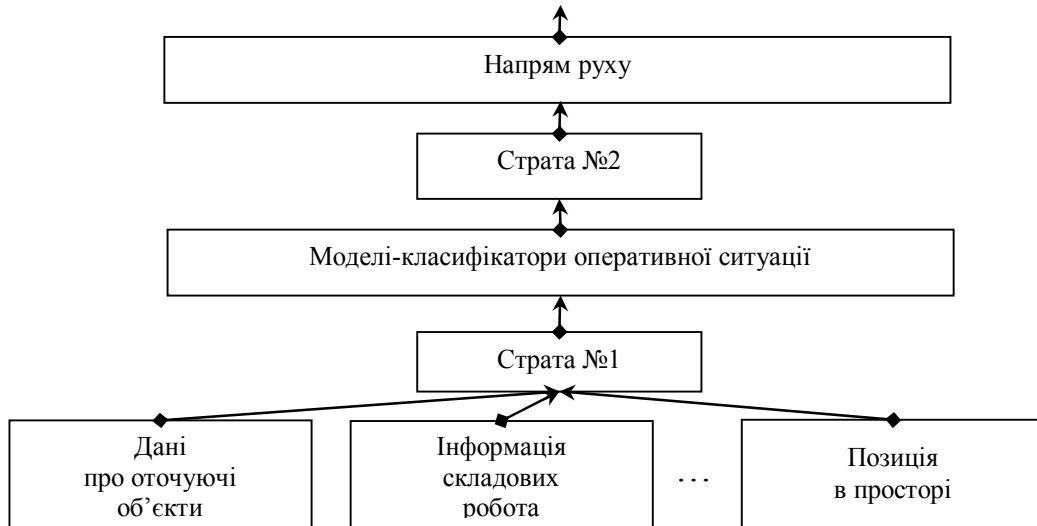 Напрям руху
Страта №2
Моделі-класифікатори оперативної ситуації
Страта №1
Дані
про оточуючі
об’єкти
Інформація
складових
робота
…
Позиція
в просторі